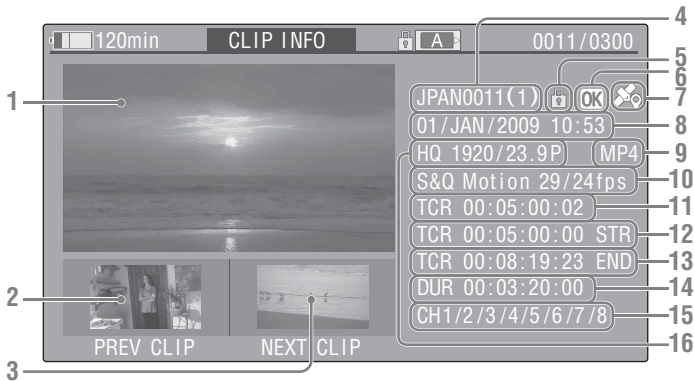 4
120min CLIP INFO A 0011/0300
5
6
1
JPAN0011(1) OK
7
01/JAN/2009 10:53
8
HQ 1920/23.9P MP4
9
S&Q Motion 29/24fps
10
TCR 00:05:00:02
11
TCR 00:05:00:00 STR
12
TCR 00:08:19:23 END
13
2
DUR 00:03:20:00
14
CH1/2/3/4/5/6/7/8
15
PREV CLIP NEXT CLIP
16
3